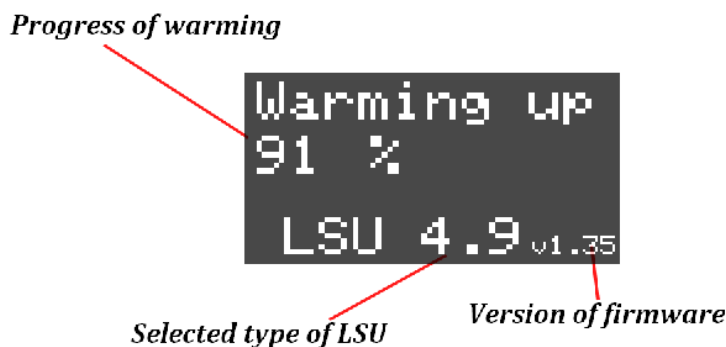 Progress of warming
Warming up
91 %
LSU 4.9 v1.35
Version of firmware
Selected type of LSU